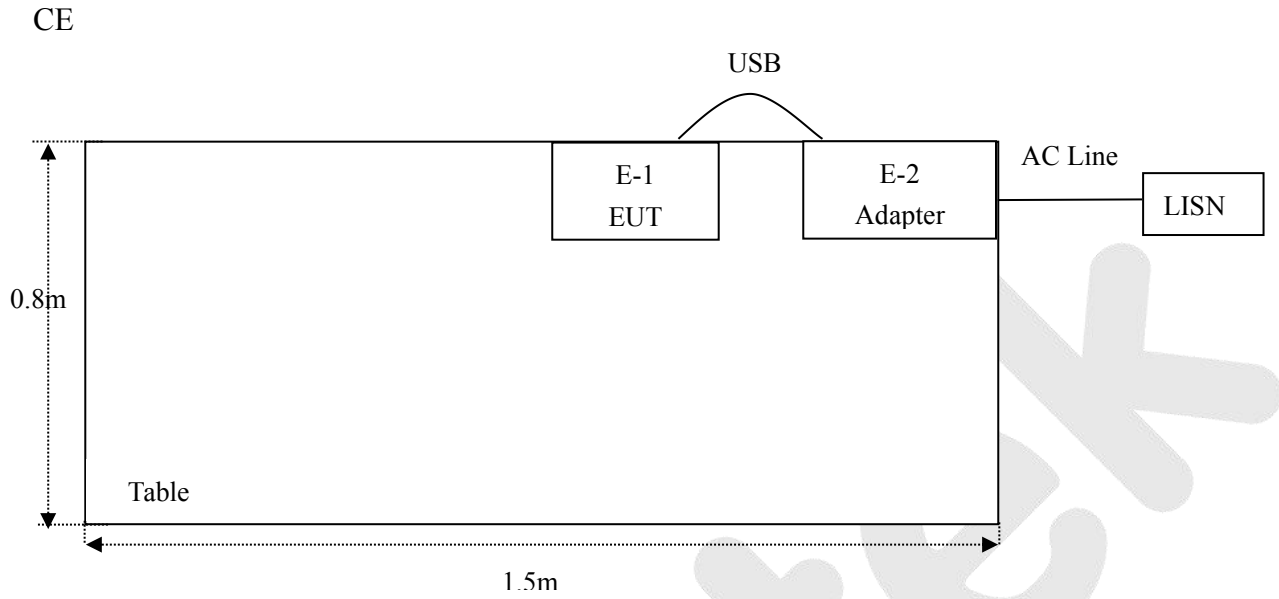 CE
USB
E-1
EUT
E-2
Adapter
AC Line
LISN
0.8m
Table
1.5m